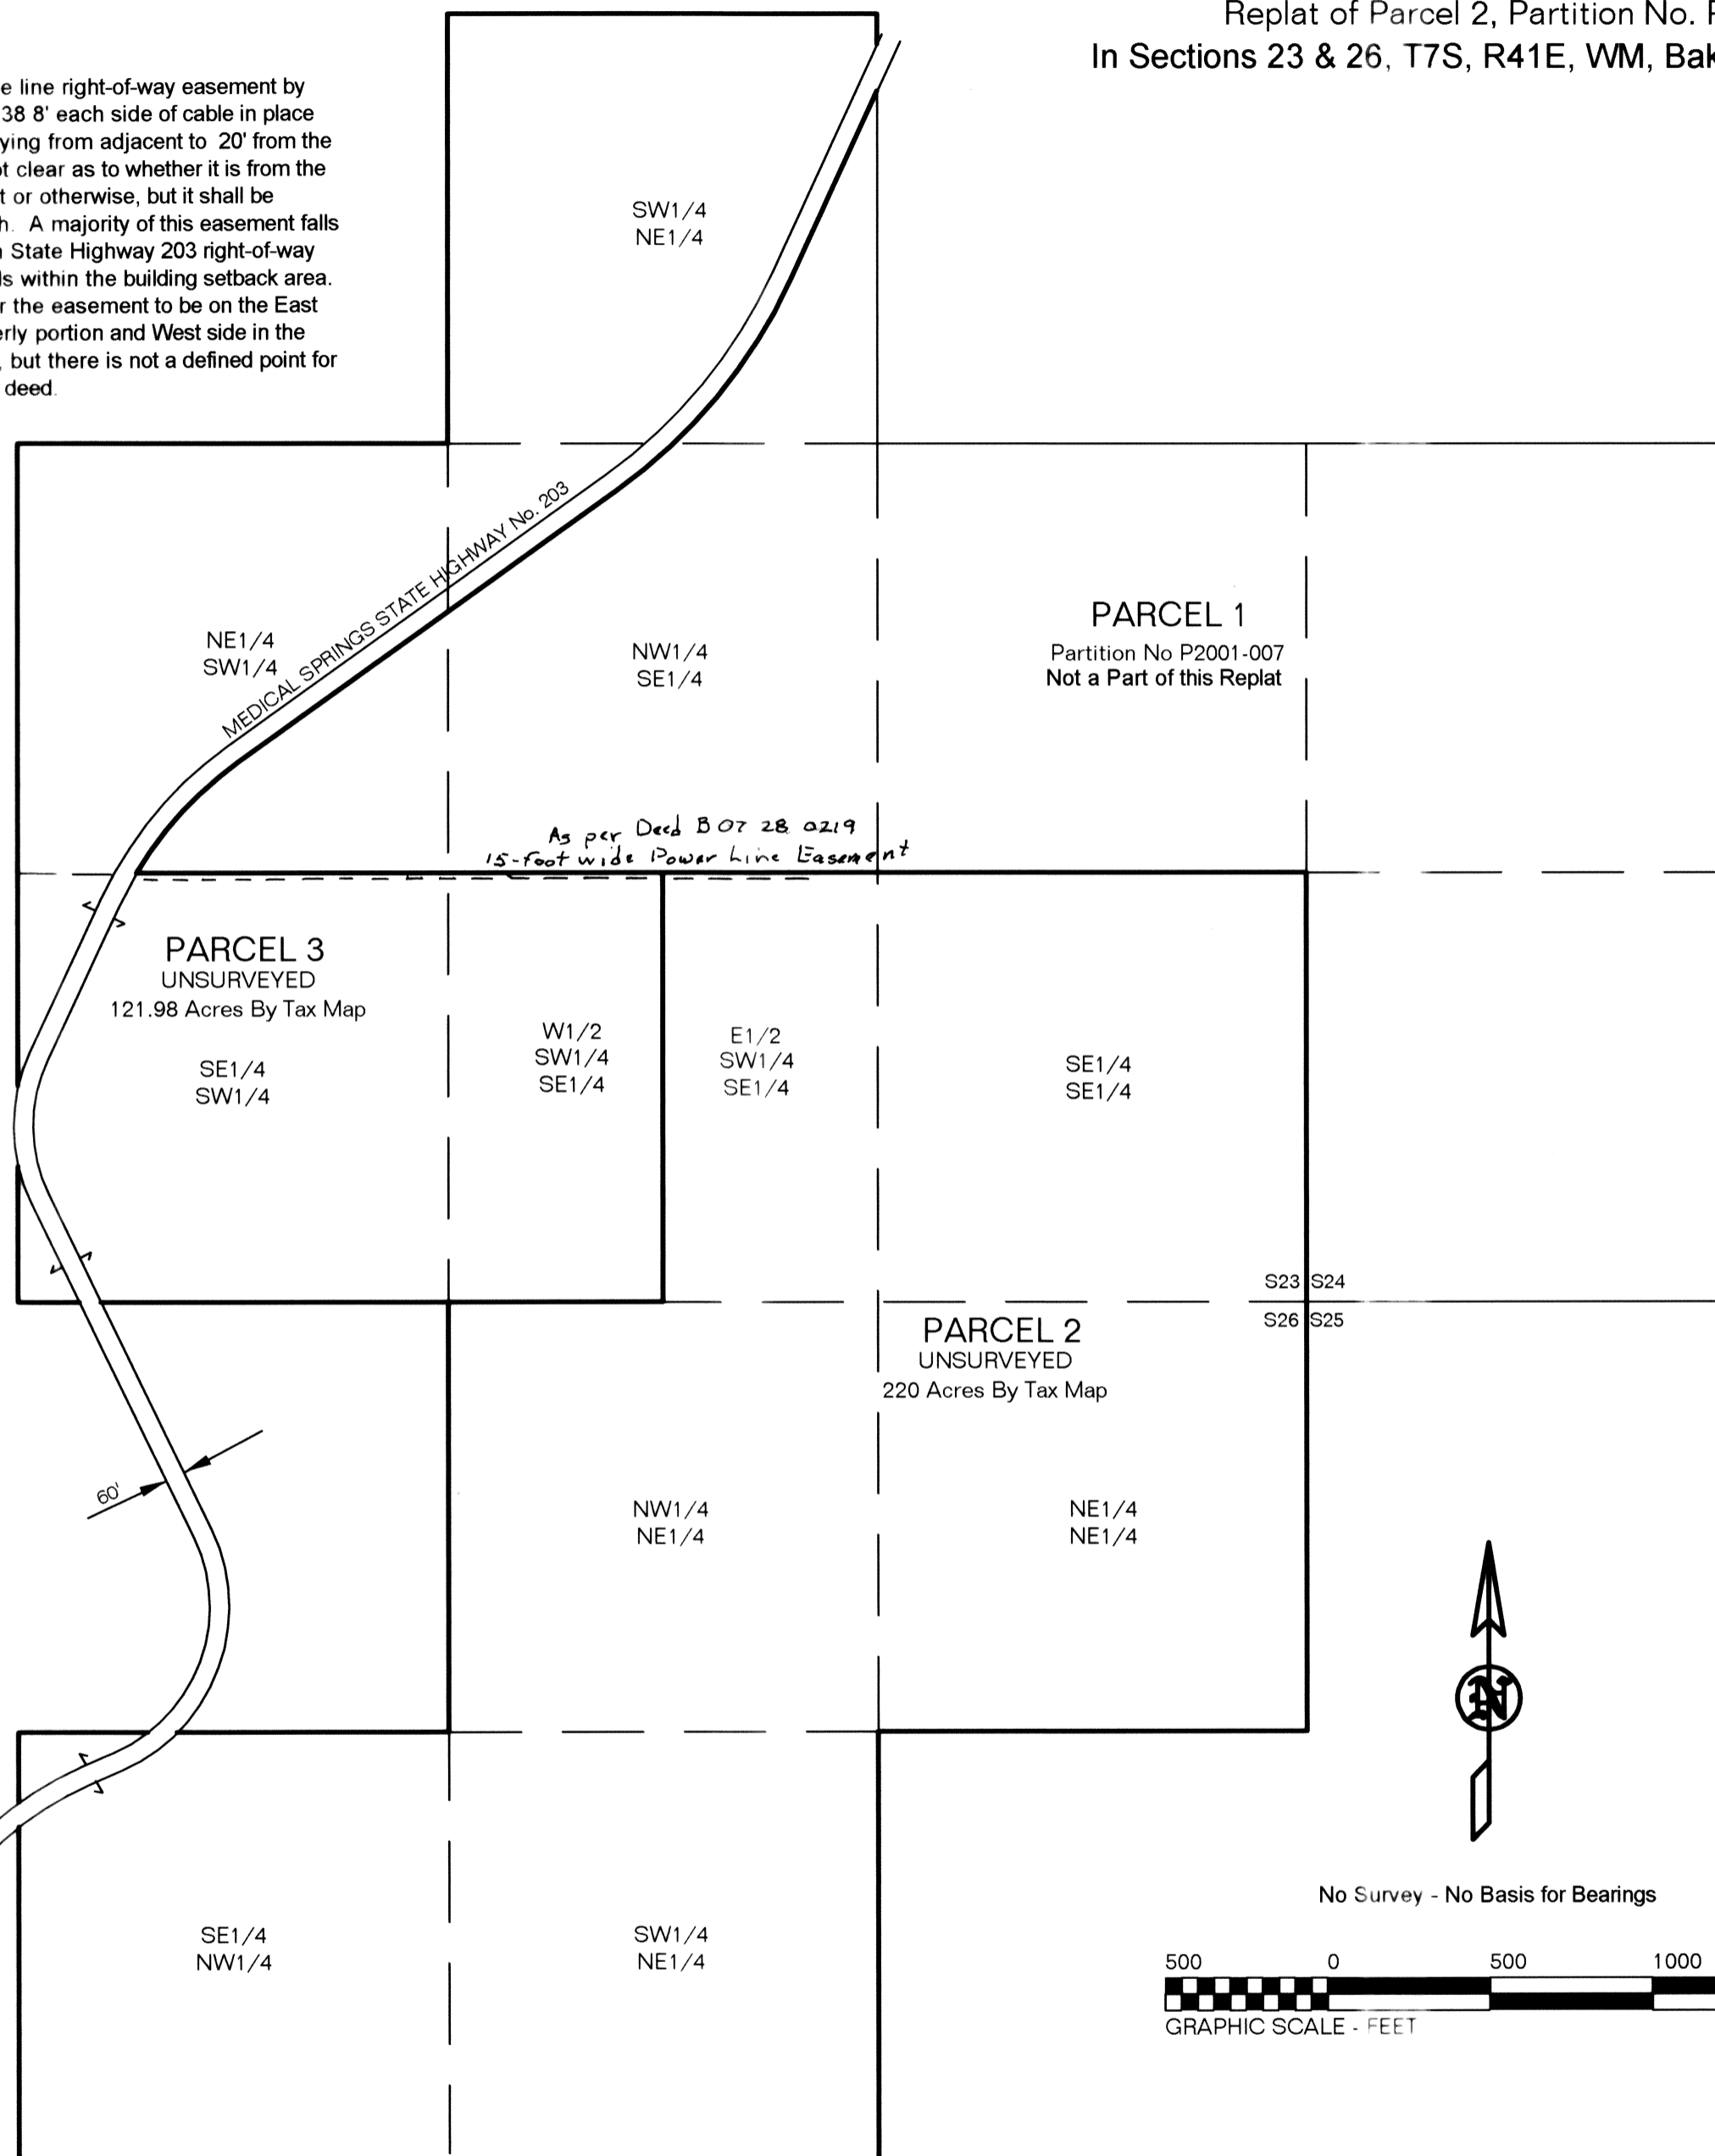 Replat of Parcel 2, Partition No.
In Sections 23 & 26, T7S, R41E, WM,
e line right-of-way easement by
38 8' each side of cable in place
ying from adjacent to 20' from the
t clear as to whether it is from the
t or otherwise, but it shall be
h. A majority of this easement falls
State Highway 203 right-of-way
ls within the building setback area.
r the easement to be on the East
erly portion and West side in the
, but there is not a defined point for
deed.
SW1/4
NE1/4
MEDICAL SPRINGS STATE HIGHWAY No. 203
NE1/4
SW1/4
NW1/4
SE1/4
PARCEL 1
Partition No P2001-007
Not a Part of this Replat
As per Deed B 07 28 0219
15-foot wide Power Line Easement
PARCEL 3
UNSURVEYED
121.98 Acres By Tax Map
SE1/4
SW1/4
W1/2
SW1/4
SE1/4
E1/2
SW1/4
SE1/4
SE1/4
SE1/4
S23 S24
S26 S25
PARCEL 2
UNSURVEYED
220 Acres By Tax Map
60'
NW1/4
NE1/4
NE1/4
NE1/4
N
No Survey - No Basis for Bearings
SE1/4
NW1/4
SW1/4
NE1/4
500 0 500 1000
GRAPHIC SCALE - FEET